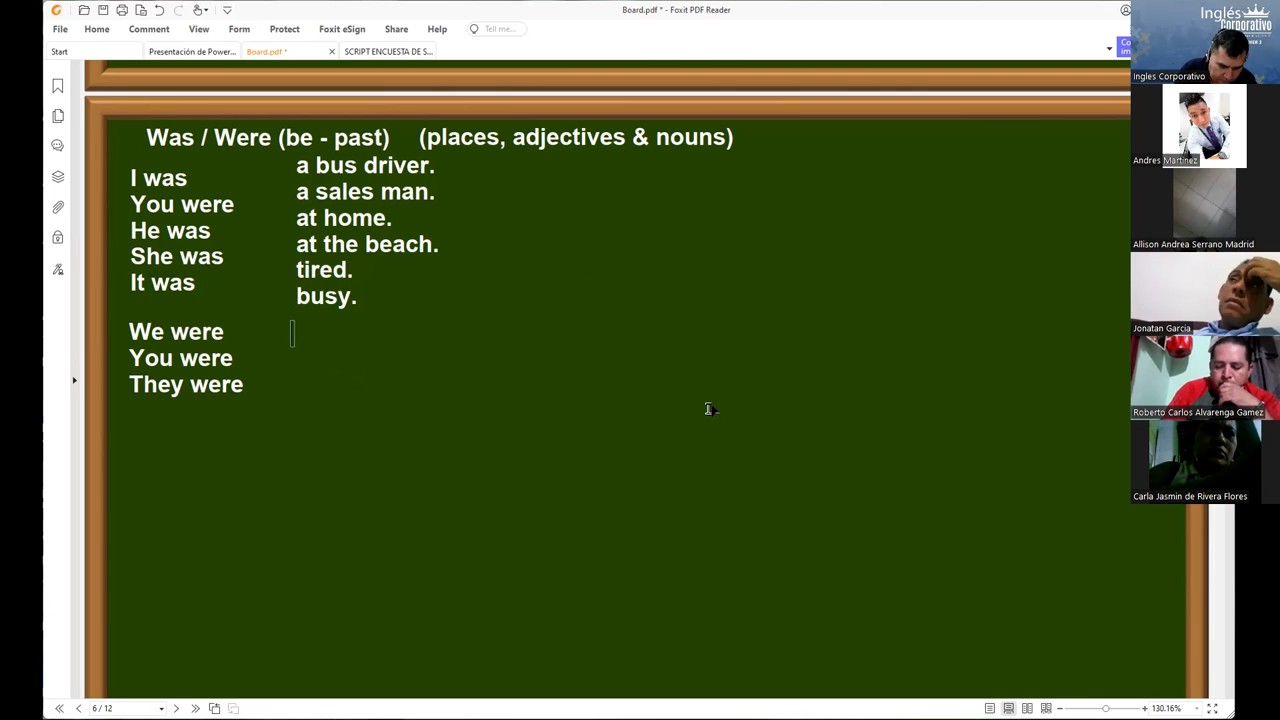 Board.pdf * - Foxit PDF Reader
File Home Comment View Form Protect Foxit eSign Share Help Tell me...
Start Presentación de Power... Board.pdf * SCRIPT ENCUESTA DE S...
Was / Were (be - past) (places, adjectives & nouns)
I was
You were
He was
She was
It was
a bus driver.
a sales man.
at home.
at the beach.
tired.
busy.
We were
You were
They were
Inglés
Corporativo
Ingles Corporativo
Andres Martinez
Allison Andrea Serrano Madrid
Jonatan Garcia
Roberto Carlos Alvarenga Gamez
Carla Jasmin de Rivera Flores
6 / 12
130.16%